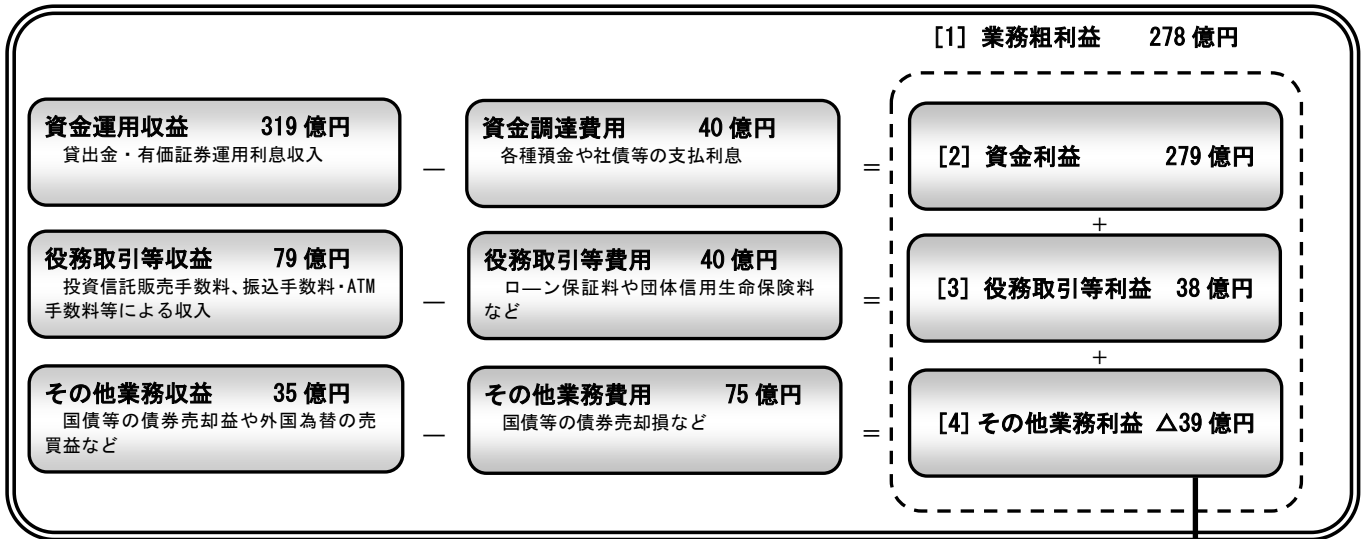 [1] 業務粗利益 278 億円
資金運用収益 319 億円
貸出金・有価証券運用利息収入
―
資金調達費用 40 億円
各種預金や社債等の支払利息
=
[2] 資金利益 279 億円
+
役務取引等収益 79 億円
投資信託販売手数料、振込手数料・ATM
手数料等による収入
―
役務取引等費用 40 億円
ロ―ン保証料や団体信用生命保険料
など
=
[3] 役務取引等利益 38 億円
+
その他業務収益 35 億円
国債等の債券売却益や外国為替の売
買益など
―
その他業務費用 75 億円
国債等の債券売却損など
=
[4] その他業務利益 △39 億円